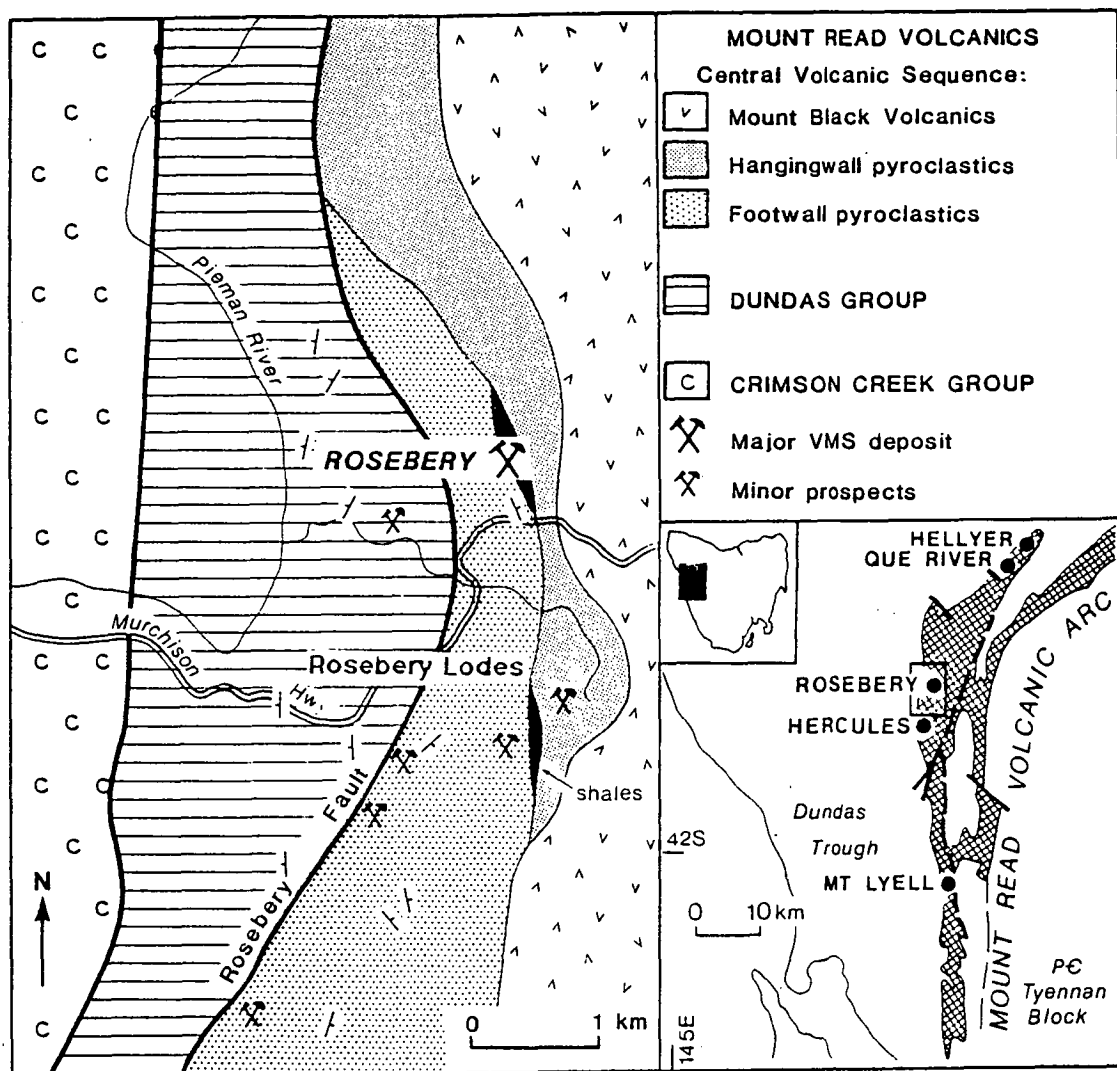 MOUNT READ VOLCANICS
Central Volcanic Sequence:
v Mount Black Volcanics
Hangingwall pyroclastics
Footwall pyroclastics
DUNDAS GROUP
C CRIMSON CREEK GROUP
Major VMS deposit
Minor prospects
Pieman River
ROSEBERY
Murchison
Hw.
Rosebery Lodes
shales
Rosebery Fault
N
0 1 km
HELLYER
QUE RIVER
ROSEBERY
HERCULES
Dundas
Trough
42S
MT LYELL
0 10 km
MOUNT READ VOLCANIC ARC
PЄ
Tyennan
Block
145E